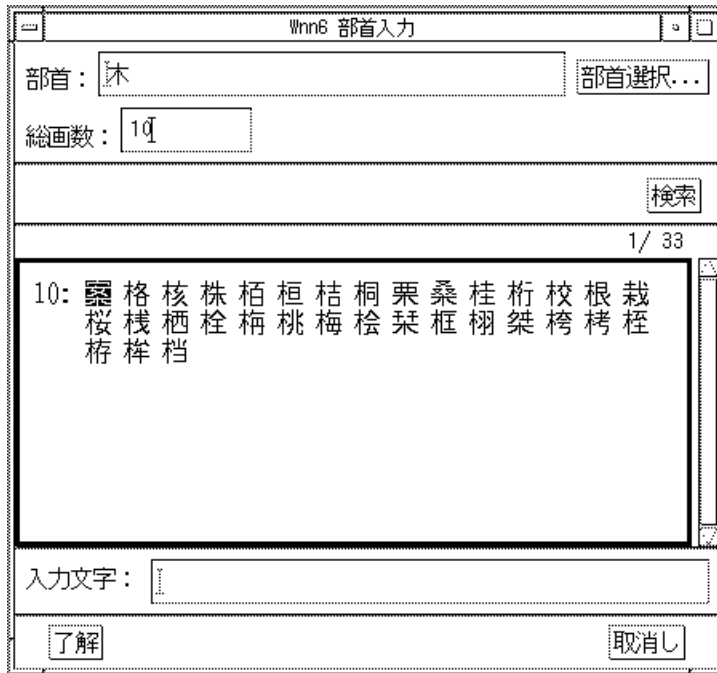 Wnn6 部首入力
部首： 木 部首選択...
総画数： 10
検索
1/ 33
10: 案 格 核 株 栢 桓 桔 桐 栗 桑 桂 桁 校 根 栽
桜 桟 栖 栓 栴 桃 梅 桧 栞 框 栩 桀 桍 栲 桎
栫 桙 档
入力文字：
了解 取消し